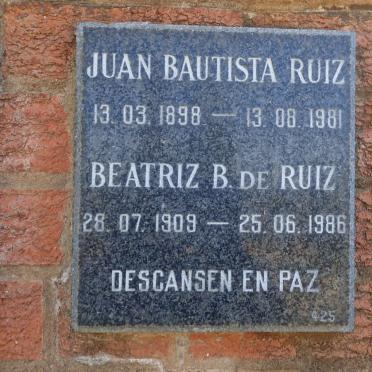 JUAN BAUTISTA RUIZ
13. 03. 1898 — 13. 08. 1981
BEATRIZ B. DE RUIZ
28. 07. 1909 — 25. 06. 1986
DESCANSEN EN PAZ
425